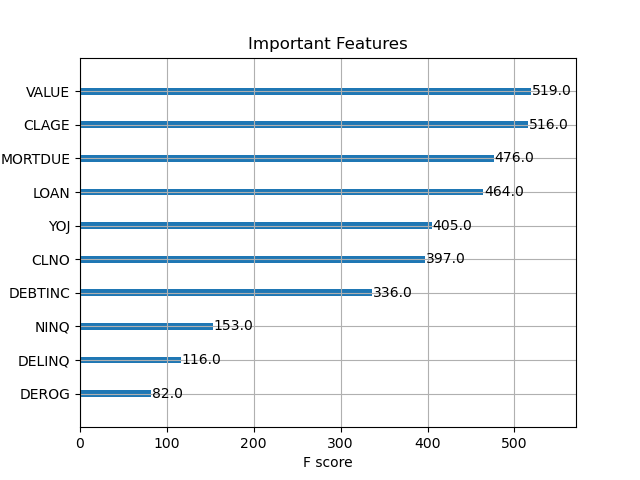 Important Features
VALUE 519.0
CLAGE 516.0
MORTDUE 476.0
LOAN 464.0
YOJ 405.0
CLNO 397.0
DEBTINC 336.0
NINQ 153.0
DELINQ 116.0
DEROG 82.0
0 100 200 300 400 500
F score